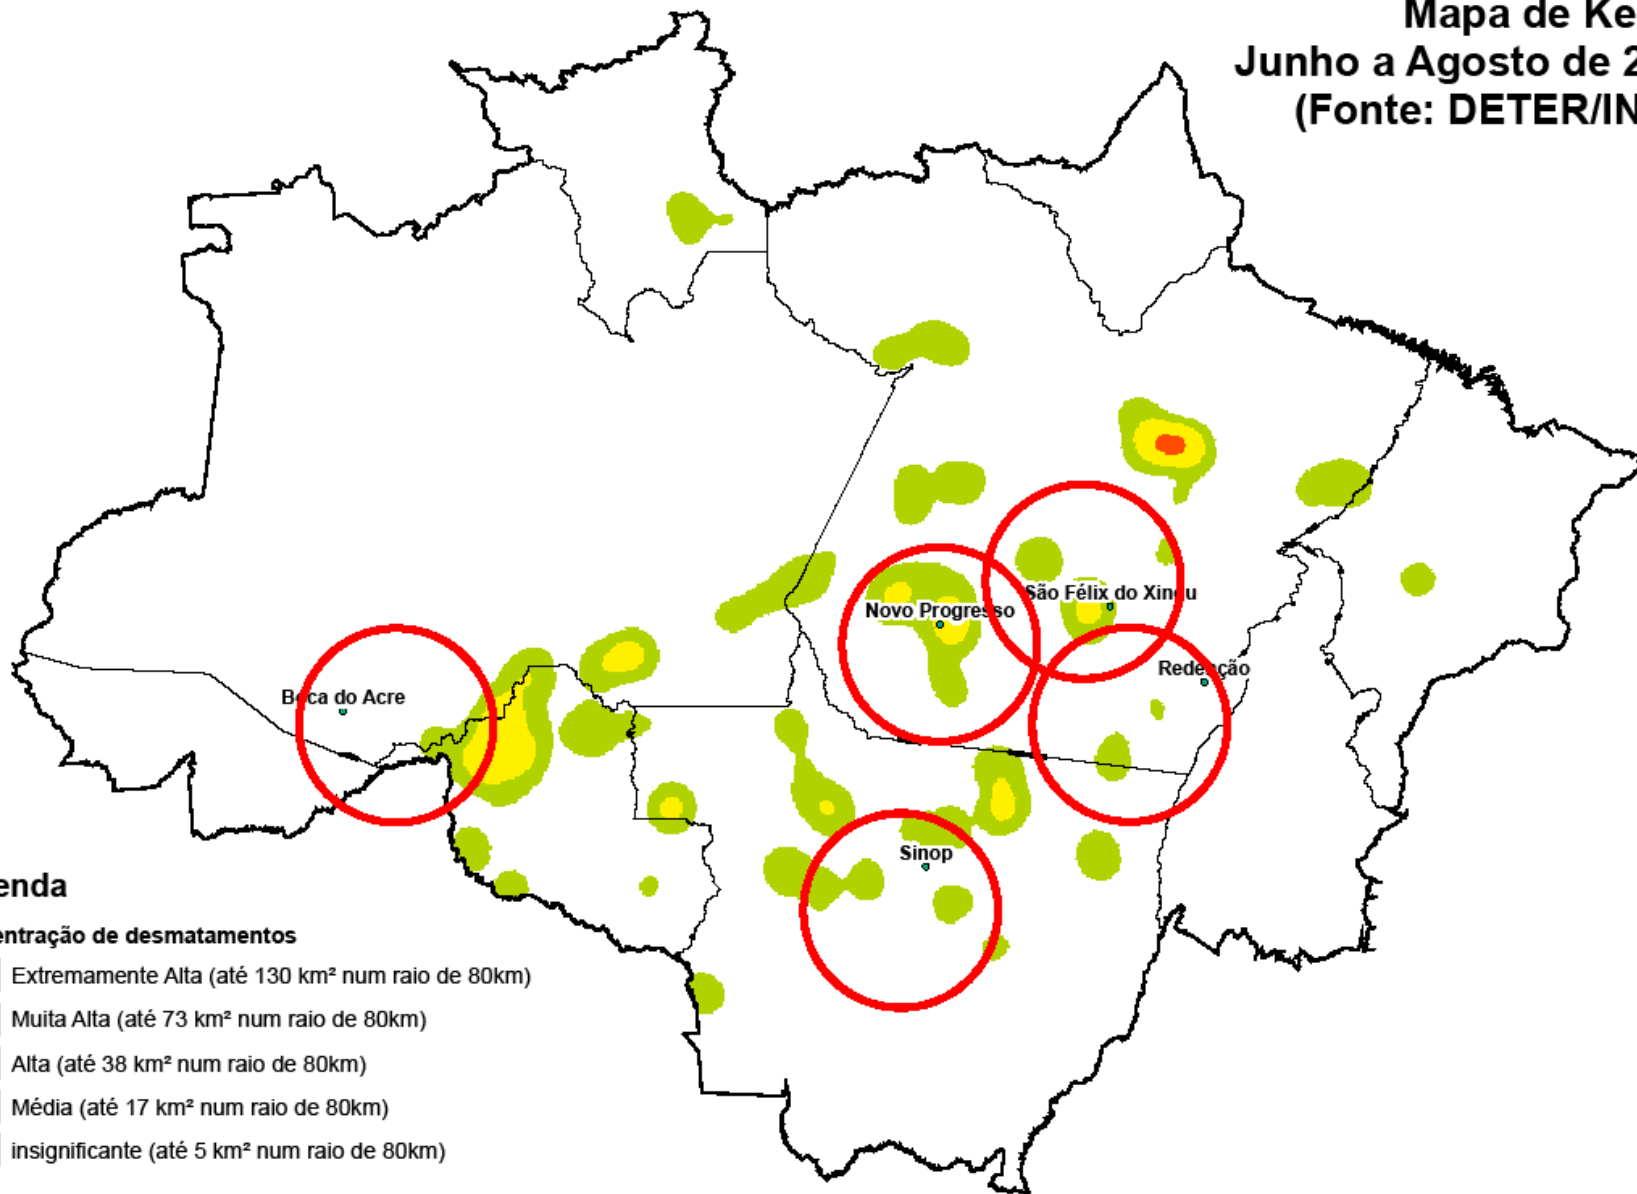 Mapa de Ke
Junho a Agosto de 2
(Fonte: DETER/IN
São Félix do Xingu
Novo Progresso
Redenção
Boca do Acre
Sinop
enda
entração de desmatamentos
Extremamente Alta (até 130 km² num raio de 80km)
Muita Alta (até 73 km² num raio de 80km)
Alta (até 38 km² num raio de 80km)
Média (até 17 km² num raio de 80km)
insignificante (até 5 km² num raio de 80km)